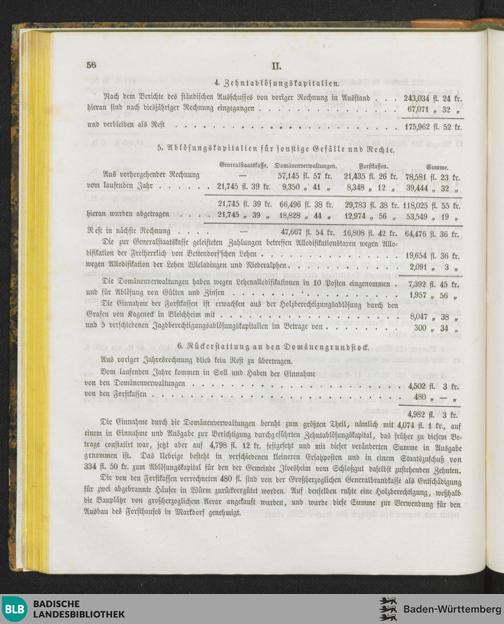 56
II.
4. Zehntablösungskapitalien.
Nach dem Berichte des ständischen Ausschusses von voriger Rechnung in Ausstand . . . 243,034 fl. 24 kr.
hieran sind nach diesjähriger Rechnung eingegangen . . . 67,071 „ 32 „
und verbleiben als Rest . . . 175,962 fl. 52 kr.
5. Ablösungskapitalien für sonstige Gefälle und Rechte.
Generalstaatskasse. Domänenverwaltungen. Forstkassen. Summe.
Aus vorhergehender Rechnung — 57,145 fl. 57 kr. 21,435 fl. 26 kr. 78,581 fl. 23 kr.
vom laufenden Jahr . . . . . . 21,745 fl. 39 kr. 9,350 „ 41 „ 8,348 „ 12 „ 39,444 „ 32 „
21,745 fl. 39 kr. 66,496 fl. 38 kr. 29,783 fl. 38 kr. 118,025 fl. 55 kr.
hieran wurden abgetragen . . . . 21,745 „ 39 „ 18,828 „ 44 „ 12,974 „ 56 „ 53,549 „ 19 „
Rest in nächste Rechnung . . . . — 47,667 fl. 54 kr. 16,808 fl. 42 kr. 64,476 fl. 36 kr.
Die zur Generalstaatskasse geleisteten Zahlungen betreffen Allodifikationstaxen wegen Allo-
difikation der Freiherrlich von Bettendorf'schen Lehen . . . 19,654 fl. 36 kr.
wegen Allodifikation der Lehen Wieladingen und Niederalpfen . . . 2,091 „ 3 „
Die Domänenverwaltungen haben wegen Lehenallodifikationen in 10 Posten eingenommen . 7,392 fl. 45 kr.
und für Ablösung von Gülten und Zinsen . . . 1,957 „ 56 „
Die Einnahme der Forstkassen ist erwachsen aus der Holzberechtigungsablösung durch den
Grafen von Kageneck in Bleichheim mit . . . 8,047 „ 38 „
und 5 verschiedenen Jagdberechtigungsablösungskapitalien im Betrage von . . . 300 „ 34 „
6. Rückerstattung an den Domänengrundstock.
Aus voriger Jahresrechnung blieb kein Rest zu übertragen.
Vom laufenden Jahre kommen in Soll und Haben der Einnahme
von den Domänenverwaltungen . . . 4,502 fl. 3 kr.
von den Forstkassen . . . 480 „ — „
4,982 fl. 3 kr.
Die Einnahme durch die Domänenverwaltungen beruht zum größten Theil, nämlich mit 4,074 fl. 1 kr., auf
einem in Einnahme und Ausgabe zur Berichtigung durchgeführten Zehntablösungskapital, das früher zu diesem Be-
trage constatirt war, jetzt aber auf 4,798 fl. 12 kr. festgesetzt und mit dieser veränderten Summe in Ausgabe
genommen ist. Das Uebrige besteht in verschiedenen kleineren Ersatzposten und in einem Staatszuschuß von
334 fl. 50 kr. zum Ablösungskapital für den der Gemeinde Ilvesheim vom Schloßgut daselbst zustehenden Zehnten.
Die von den Forstkassen verrechneten 480 fl. sind von der Großherzoglichen Generalbrandkasse als Entschädigung
für zwei abgebrannte Häuser in Würm zurückvergütet worden. Auf denselben ruhte eine Holzberechtigung, weßhalb
die Bauplätze von großherzoglichem Aerar angekauft wurden, und wurde diese Summe zur Verwendung für den
Ausbau des Forsthauses in Markdorf genehmigt.
BLB BADISCHE
LANDESBIBLIOTHEK
Baden-Württemberg